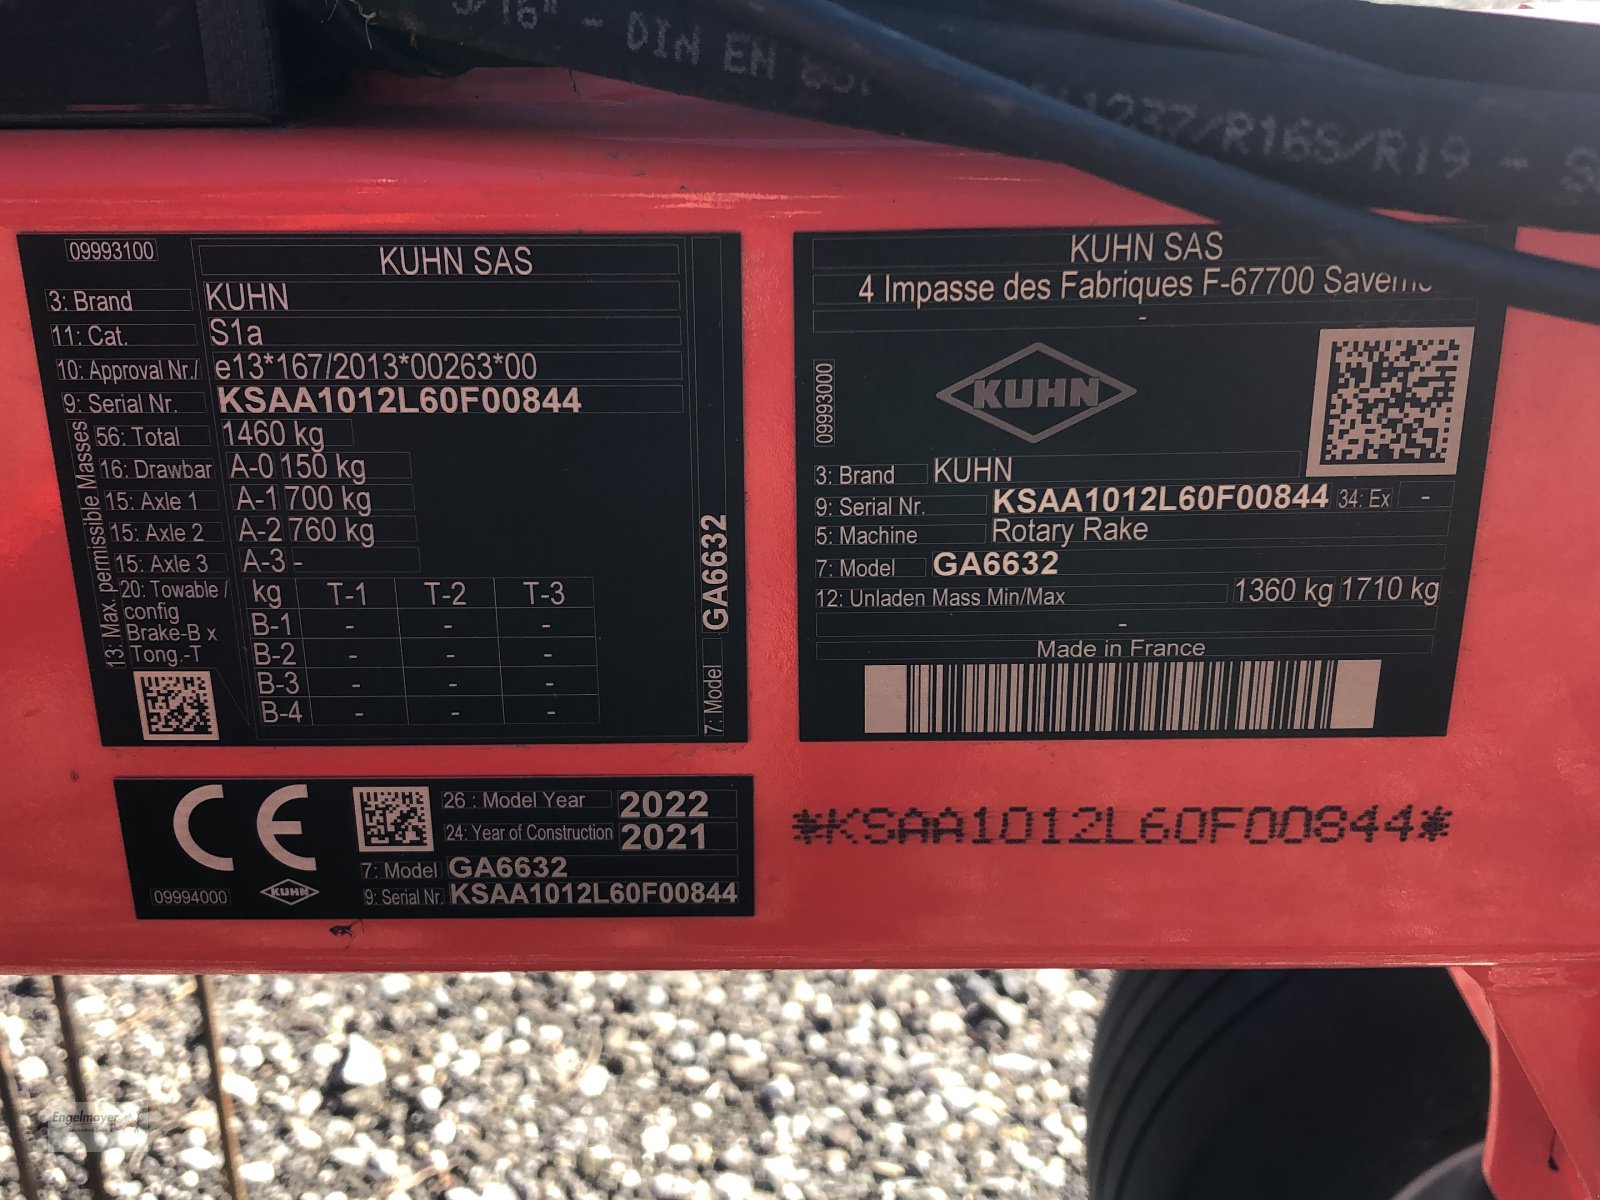 5/16" - DIN EN 1237/R16S/R19 -
09993100
KUHN SAS
3: Brand KUHN
11: Cat. S1a
10: Approval Nr./ e13*167/2013*00263*00
9: Serial Nr. KSAA1012L60F00844
13: Max. permissible Masses
56: Total 1460 kg
16: Drawbar A-0 150 kg
15: Axle 1 A-1 700 kg
15: Axle 2 A-2 760 kg
15: Axle 3 A-3 -
20: Towable / config Brake-B x Tong.-T
kg T-1 T-2 T-3
B-1 - - -
B-2 - - -
B-3 - - -
B-4 - - -
7: Model GA6632
KUHN SAS
4 Impasse des Fabriques F-67700
-
09993000
KUHN
3: Brand KUHN
9: Serial Nr. KSAA1012L60F00844 34: Ex -
5: Machine Rotary Rake
7: Model GA6632
12: Unladen Mass Min/Max 1360 kg 1710 kg
-
Made in France
CE
26 : Model Year 2022
24: Year of Construction 2021
7: Model GA6632
09994000 KUHN 9: Serial Nr. KSAA1012L60F00844
*KSAA1012L60F00844*
Engelmayer